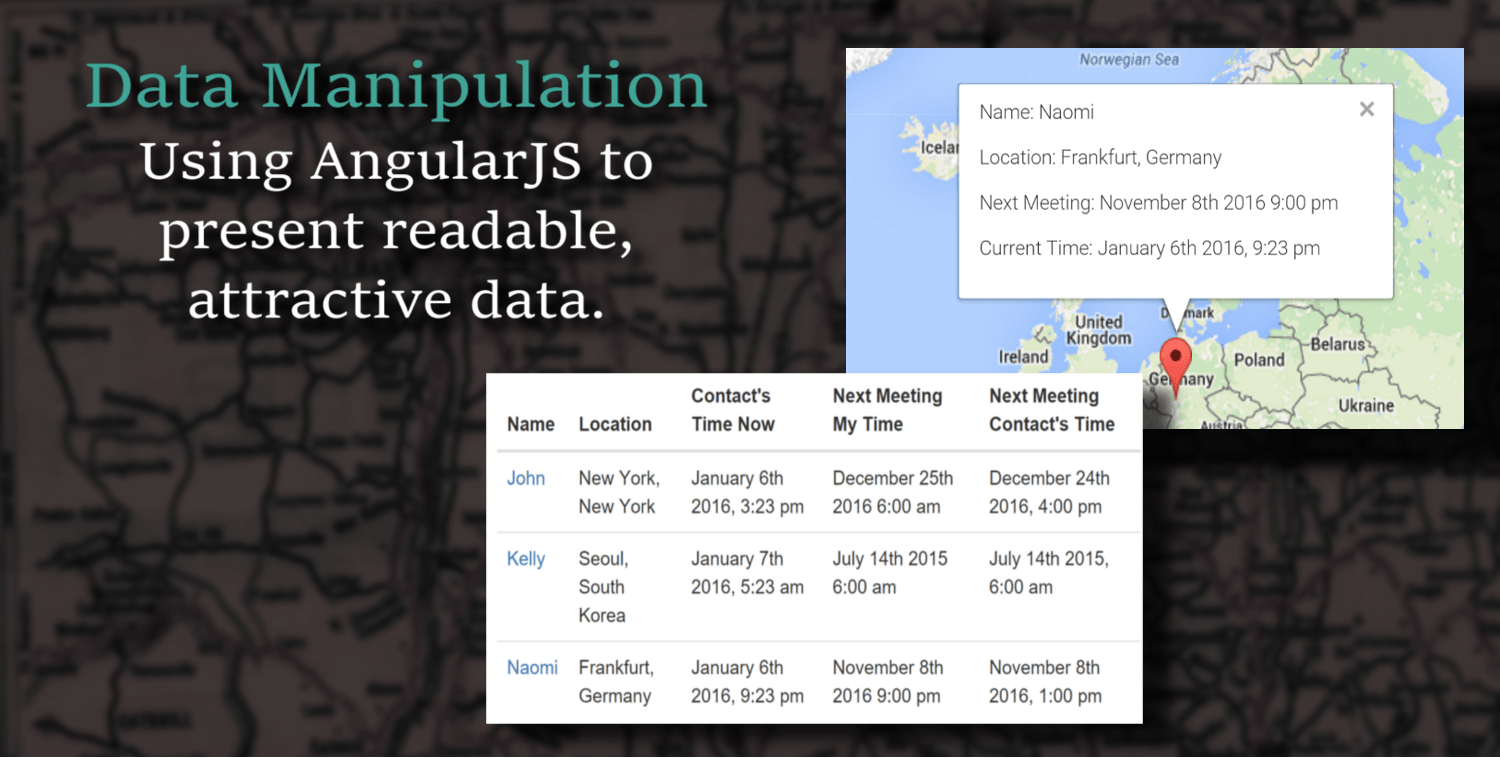 Data Manipulation
Using AngularJS to
present readable,
attractive data.
Norwegian Sea
Name: Naomi
×
Icelan
Location: Frankfurt, Germany
Next Meeting: November 8th 2016 9:00 pm
Current Time: January 6th 2016, 9:23 pm
United
Kingdom
Ireland
Belarus
Poland
Germany
Ukraine
Austria
Contact's Next Meeting Next Meeting
Name Location Time Now My Time Contact's Time
John New York, January 6th December 25th December 24th
New York 2016, 3:23 pm 2016 6:00 am 2016, 4:00 pm
Kelly Seoul, January 7th July 14th 2015 July 14th 2015,
South 2016, 5:23 am 6:00 am 6:00 am
Korea
Naomi Frankfurt, January 6th November 8th November 8th
Germany 2016, 9:23 pm 2016 9:00 pm 2016, 1:00 pm